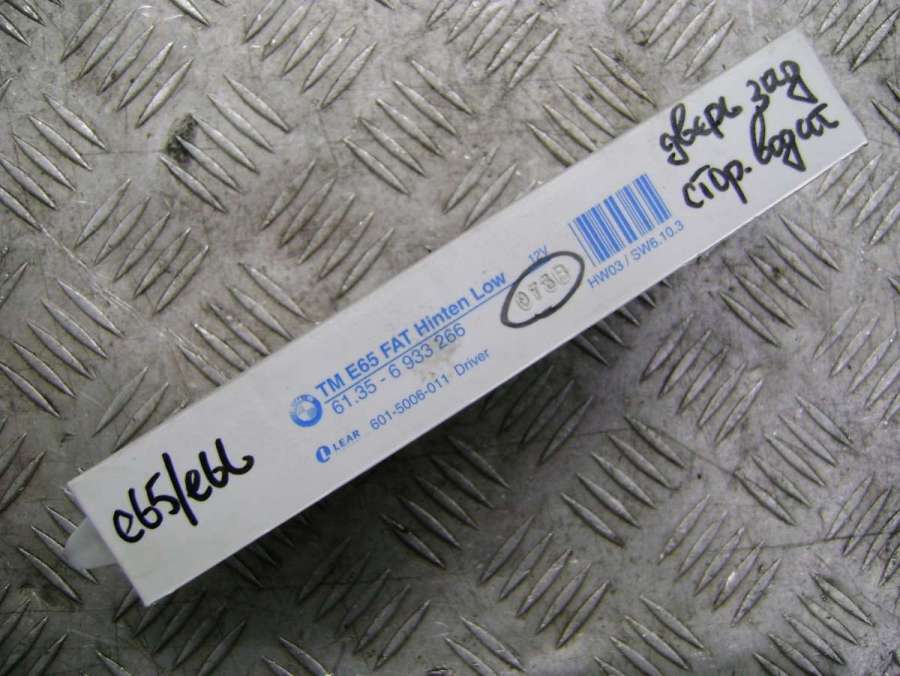 дверь зад
стор. водит
12V
HW03 / SW6.10.3
TM E65 FAT Hinten Low
61.35 - 6 933 266
LEAR 601-5006-011 Driver
e65/e66